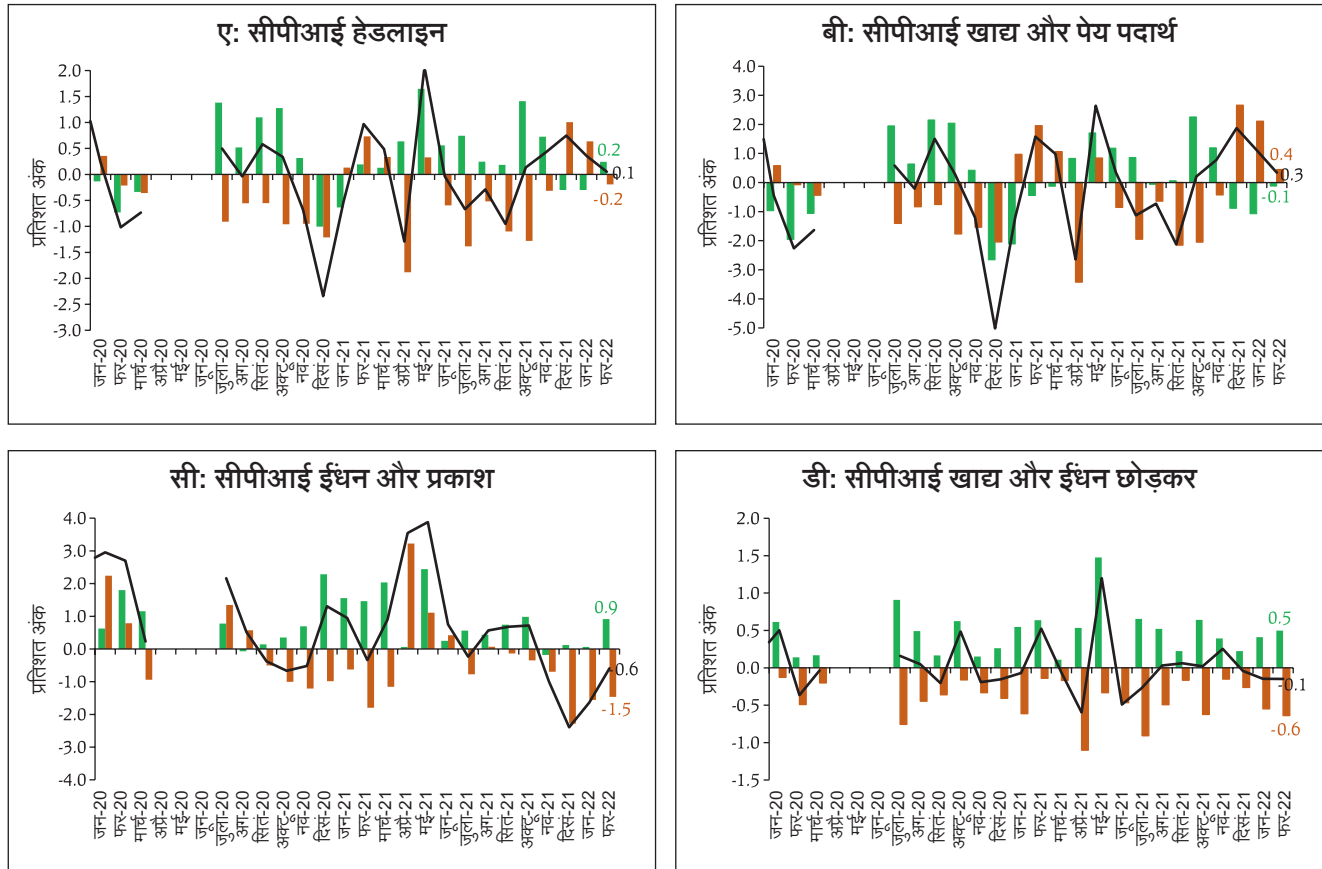 ए: सीपीआई हेडलाइन
प्रतिशत अंक
2.0
1.5
1.0
0.5
0.0
-0.5
-1.0
-1.5
-2.0
-2.5
-3.0
0.2
0.1
-0.2
जन-20
फर-20
मार्च-20
अप्रै-20
मई-20
जून-20
जुला-20
अग-20
सितं-20
अक्टू-20
नवं-20
दिसं-20
जन-21
फर-21
मार्च-21
अप्रै-21
मई-21
जून-21
जुला-21
अग-21
सितं-21
अक्टू-21
नवं-21
दिसं-21
जन-22
फर-22
बी: सीपीआई खाद्य और पेय पदार्थ
प्रतिशत अंक
4.0
3.0
2.0
1.0
0.0
-1.0
-2.0
-3.0
-4.0
-5.0
0.4
0.3
-0.1
जन-20
फर-20
मार्च-20
अप्रै-20
मई-20
जून-20
जुला-20
अग-20
सितं-20
अक्टू-20
नवं-20
दिसं-20
जन-21
फर-21
मार्च-21
अप्रै-21
मई-21
जून-21
जुला-21
अग-21
सितं-21
अक्टू-21
नवं-21
दिसं-21
जन-22
फर-22
सी: सीपीआई ईंधन और प्रकाश
प्रतिशत अंक
4.0
3.0
2.0
1.0
0.0
-1.0
-2.0
-3.0
-4.0
0.9
-0.6
-1.5
जन-20
फर-20
मार्च-20
अप्रै-20
मई-20
जून-20
जुला-20
अग-20
सितं-20
अक्टू-20
नवं-20
दिसं-20
जन-21
फर-21
मार्च-21
अप्रै-21
मई-21
जून-21
जुला-21
अग-21
सितं-21
अक्टू-21
नवं-21
दिसं-21
जन-22
फर-22
डी: सीपीआई खाद्य और ईंधन छोड़कर
प्रतिशत अंक
2.0
1.5
1.0
0.5
0.0
-0.5
-1.0
-1.5
0.5
-0.1
-0.6
जन-20
फर-20
मार्च-20
अप्रै-20
मई-20
जून-20
जुला-20
अग-20
सितं-20
अक्टू-20
नवं-20
दिसं-20
जन-21
फर-21
मार्च-21
अप्रै-21
मई-21
जून-21
जुला-21
अग-21
सितं-21
अक्टू-21
नवं-21
दिसं-21
जन-22
फर-22